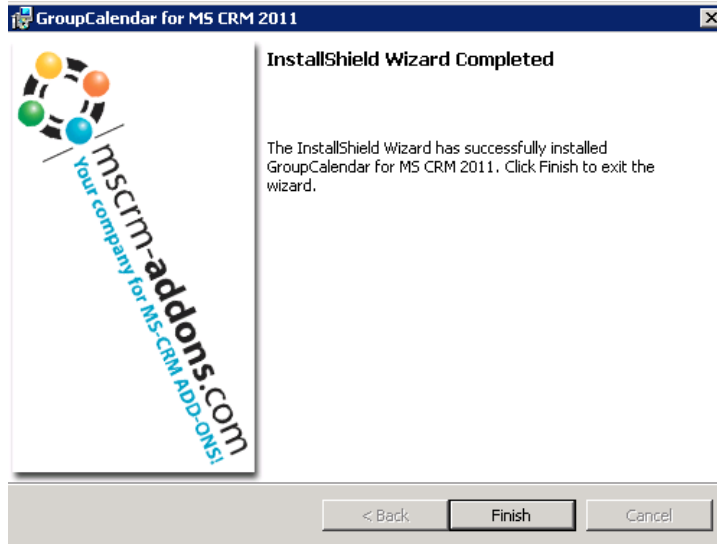 GroupCalendar for MS CRM 2011
InstallShield Wizard Completed
The InstallShield Wizard has successfully installed
GroupCalendar for MS CRM 2011. Click Finish to exit the
wizard.
mscrm-addons.com
Your company for MS-CRM ADD-ONS!
< Back
Finish
Cancel